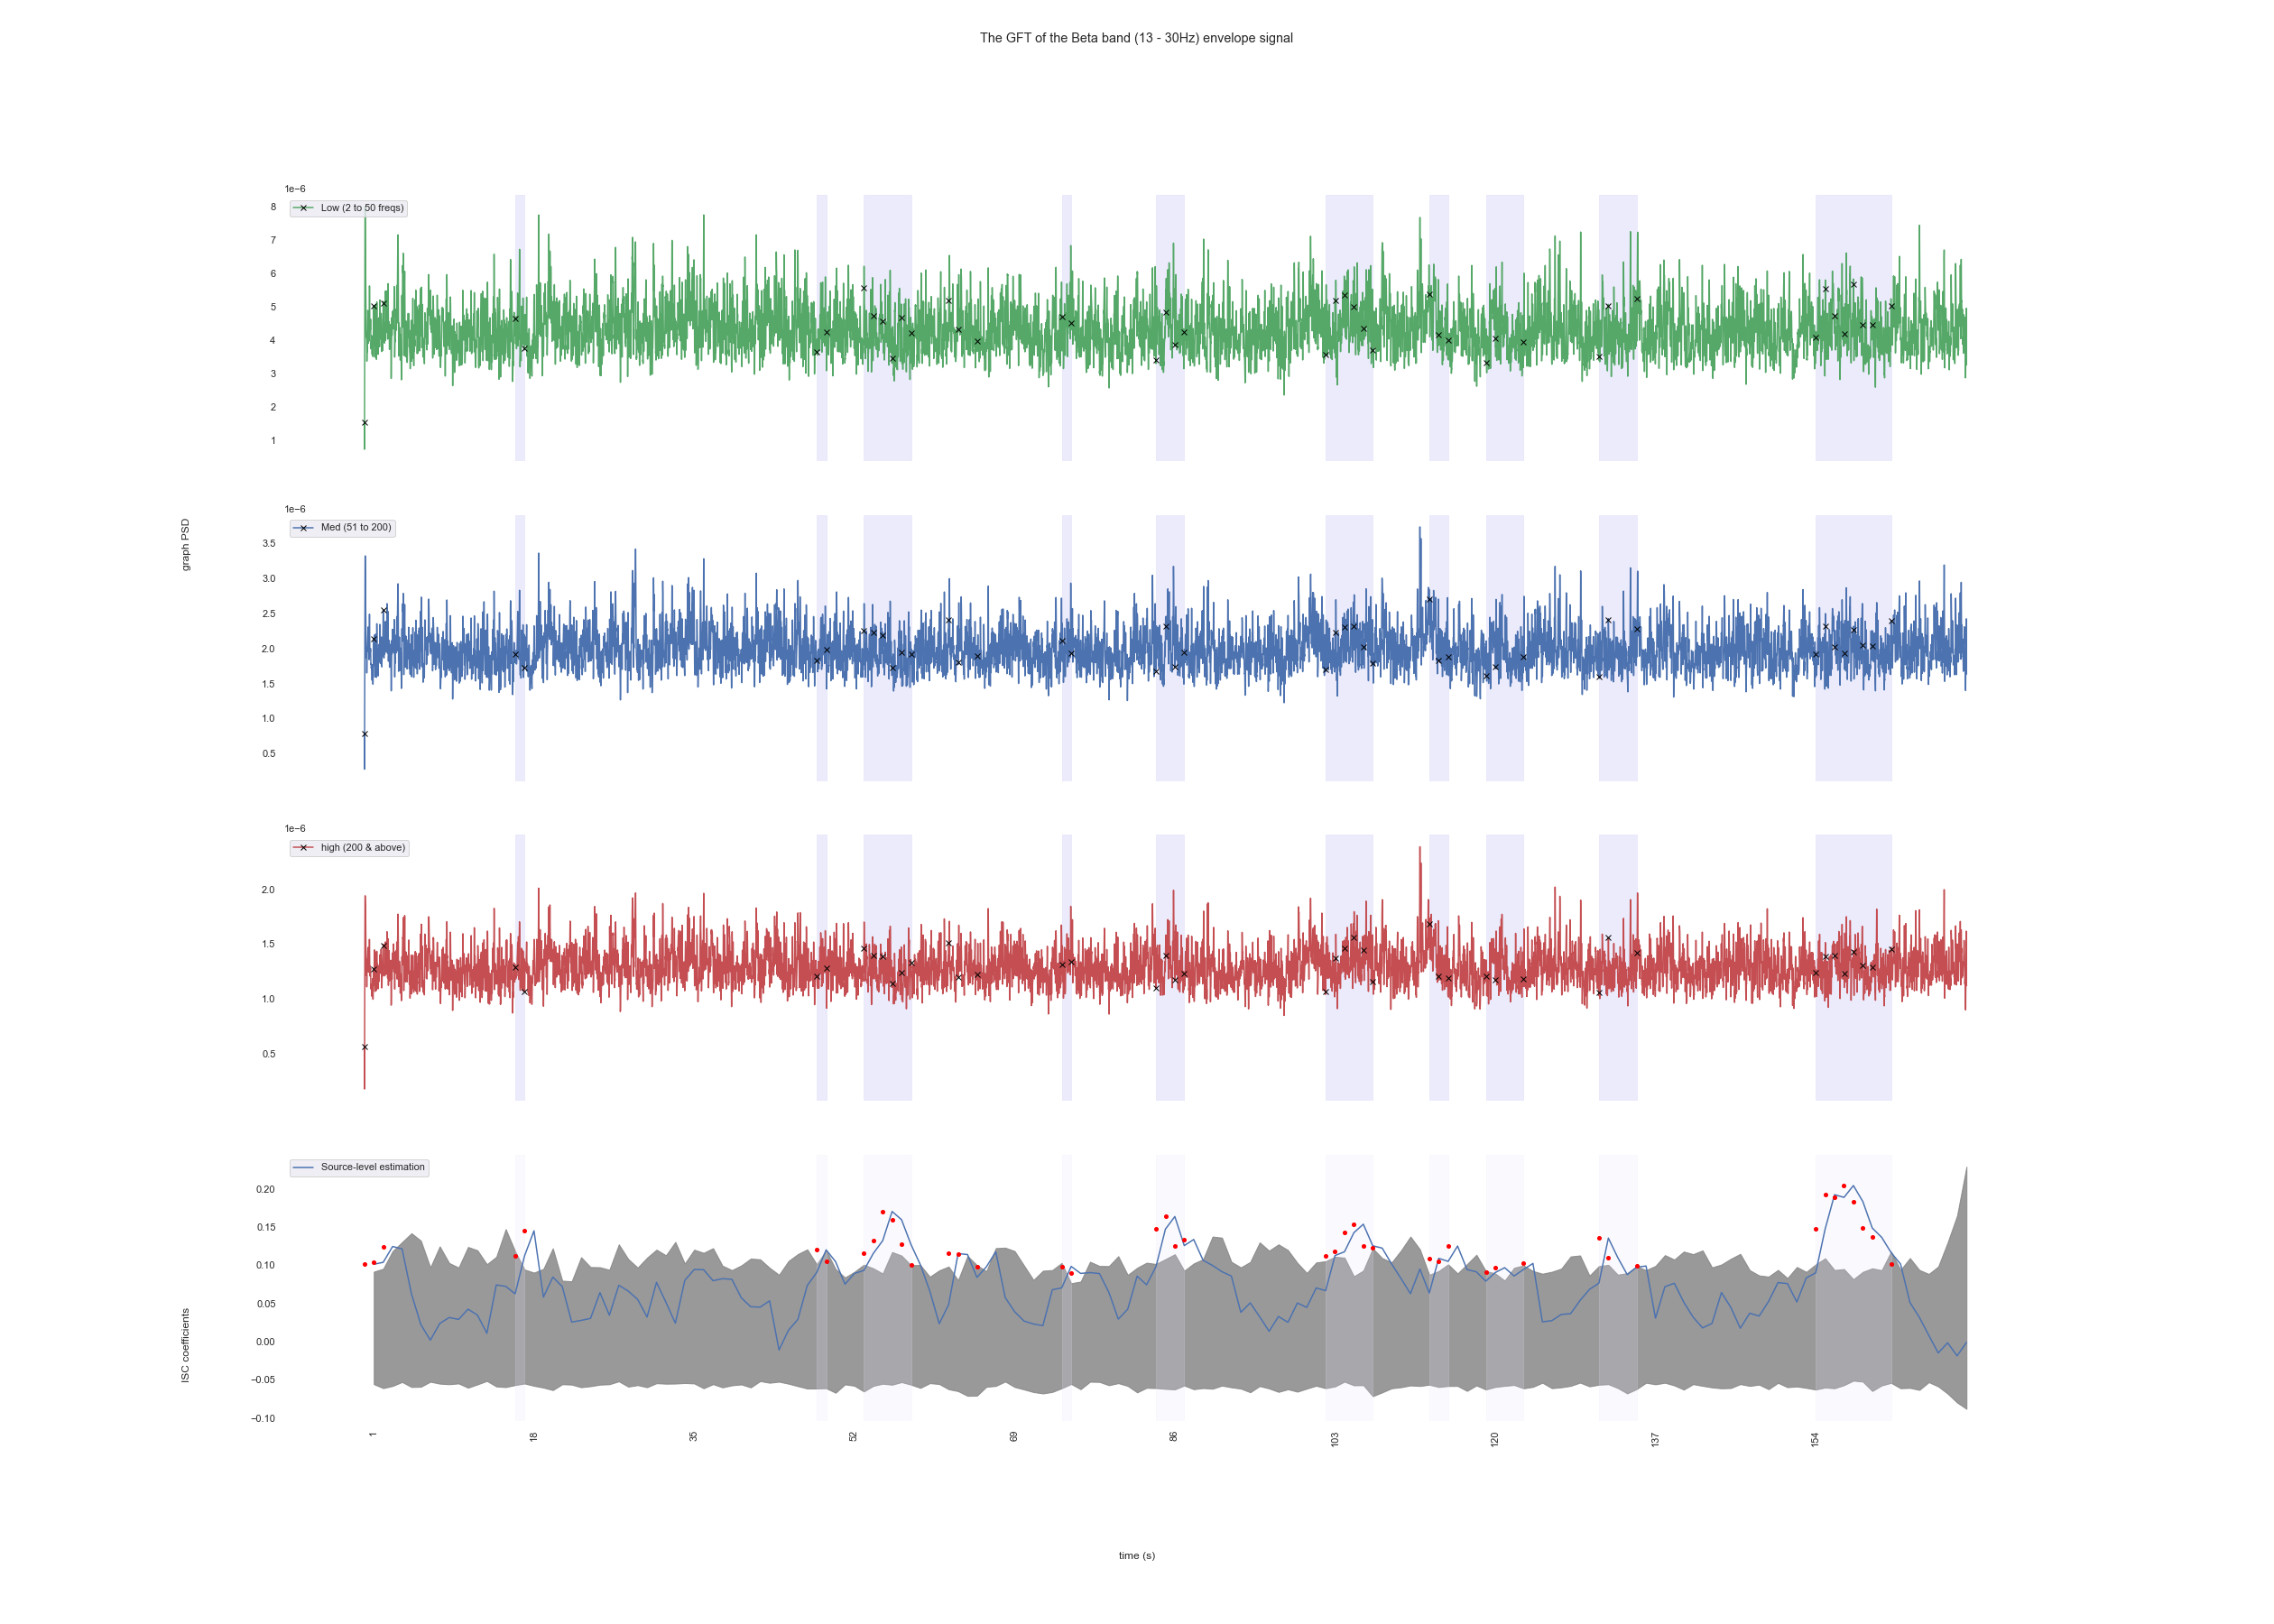 The GFT of the Beta band (13 - 30Hz) envelope signal
1e−6
Low (2 to 50 freqs)
8
7
6
5
4
3
2
1
graph PSD
1e−6
Med (51 to 200)
3.5
3.0
2.5
2.0
1.5
1.0
0.5
1e−6
high (200 & above)
2.0
1.5
1.0
0.5
Source-level estimation
0.20
0.15
0.10
0.05
0.00
−0.05
−0.10
ISC coefficients
1 18 35 52 69 86 103 120 137 154
time (s)